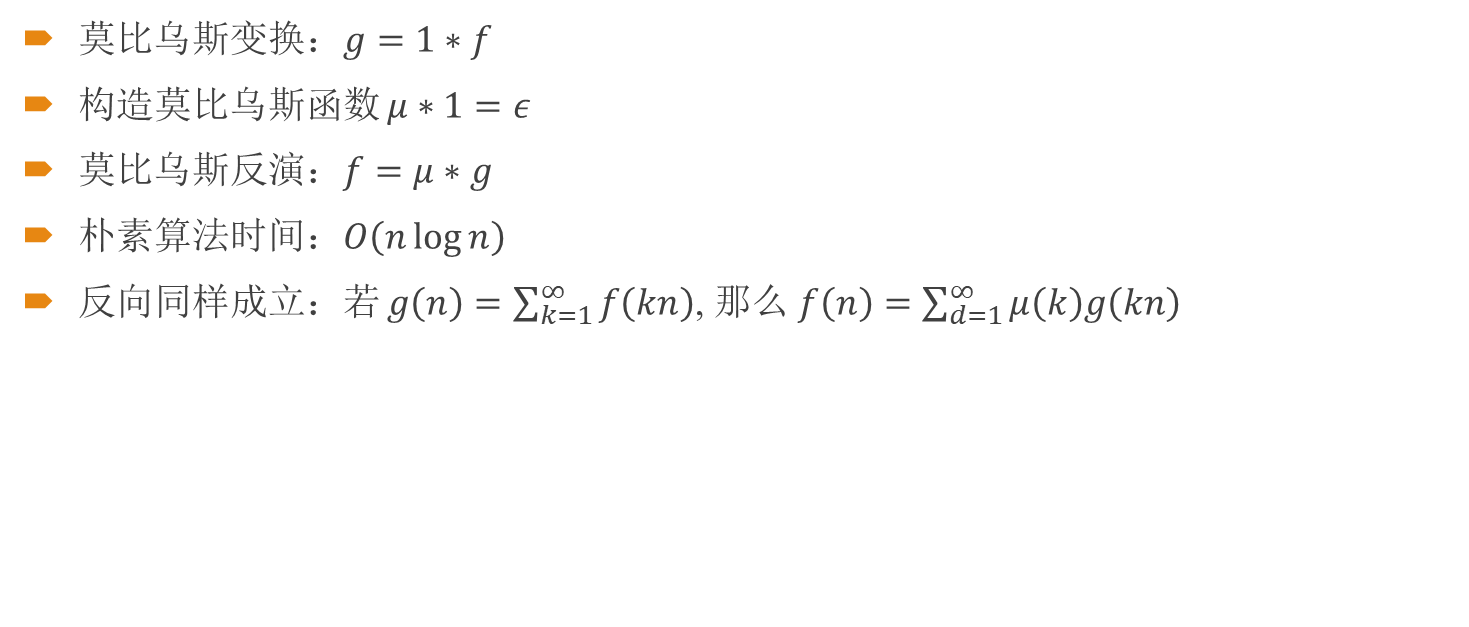 莫比乌斯变换：𝑔 = 1 ∗ 𝑓
构造莫比乌斯函数 𝜇 ∗ 1 = 𝜖
莫比乌斯反演：𝑓 = 𝜇 ∗ 𝑔
朴素算法时间：𝑂(𝑛 log 𝑛)
反向同样成立：若 𝑔(𝑛) = ∑_{𝑘=1}^{∞} 𝑓(𝑘𝑛), 那么 𝑓(𝑛) = ∑_{𝑑=1}^{∞} 𝜇(𝑘)𝑔(𝑘𝑛)